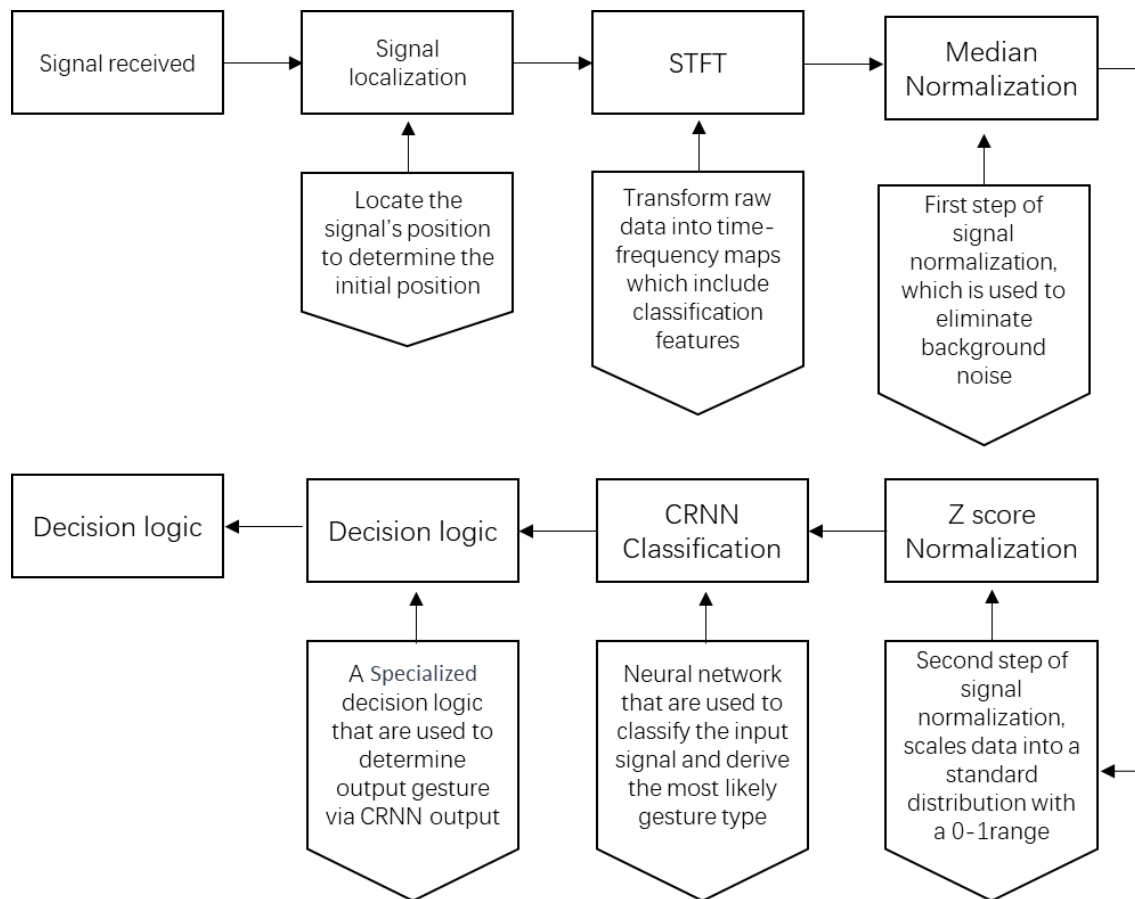 Signal received
Signal
localization
STFT
Median
Normalization
Locate the
signal's position
to determine the
initial position
Transform raw
data into time-
frequency maps
which include
classification
features
First step of
signal
normalization,
which is used to
eliminate
background
noise
Decision logic
Decision logic
CRNN
Classification
Z score
Normalization
A Specialized
decision logic
that are used to
determine
output gesture
via CRNN output
Neural network
that are used to
classify the input
signal and derive
the most likely
gesture type
Second step of
signal
normalization,
scales data into a
standard
distribution with
a 0-1range